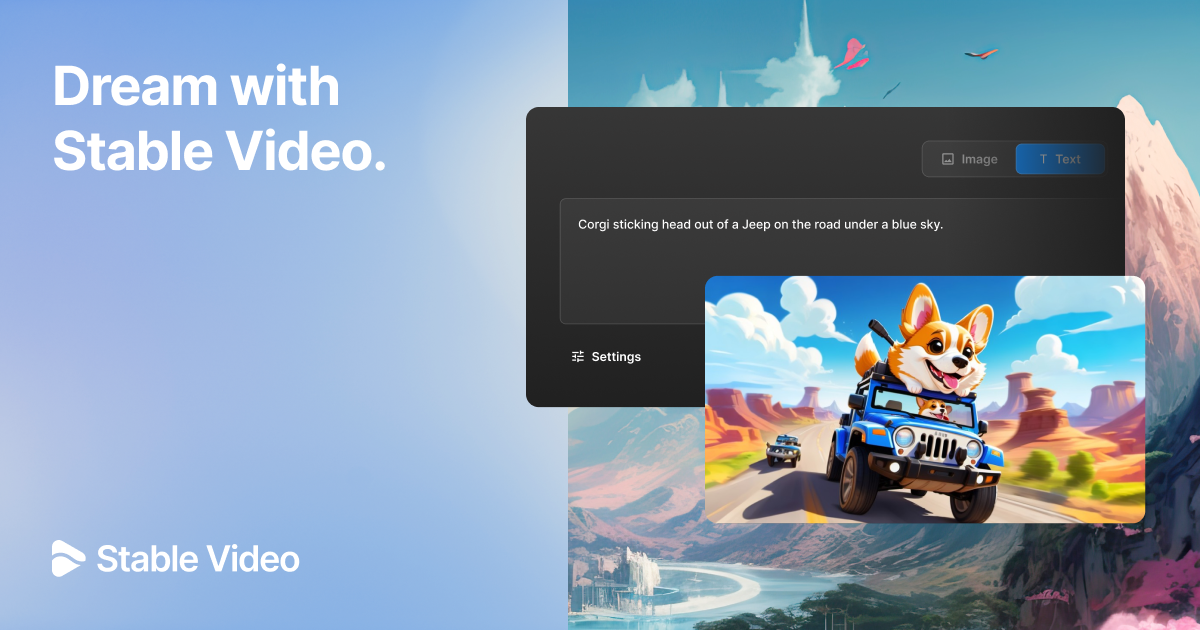 Dream with
Stable Video.
Image
Text
Corgi sticking head out of a Jeep on the road under a blue sky.
Settings
Stable Video